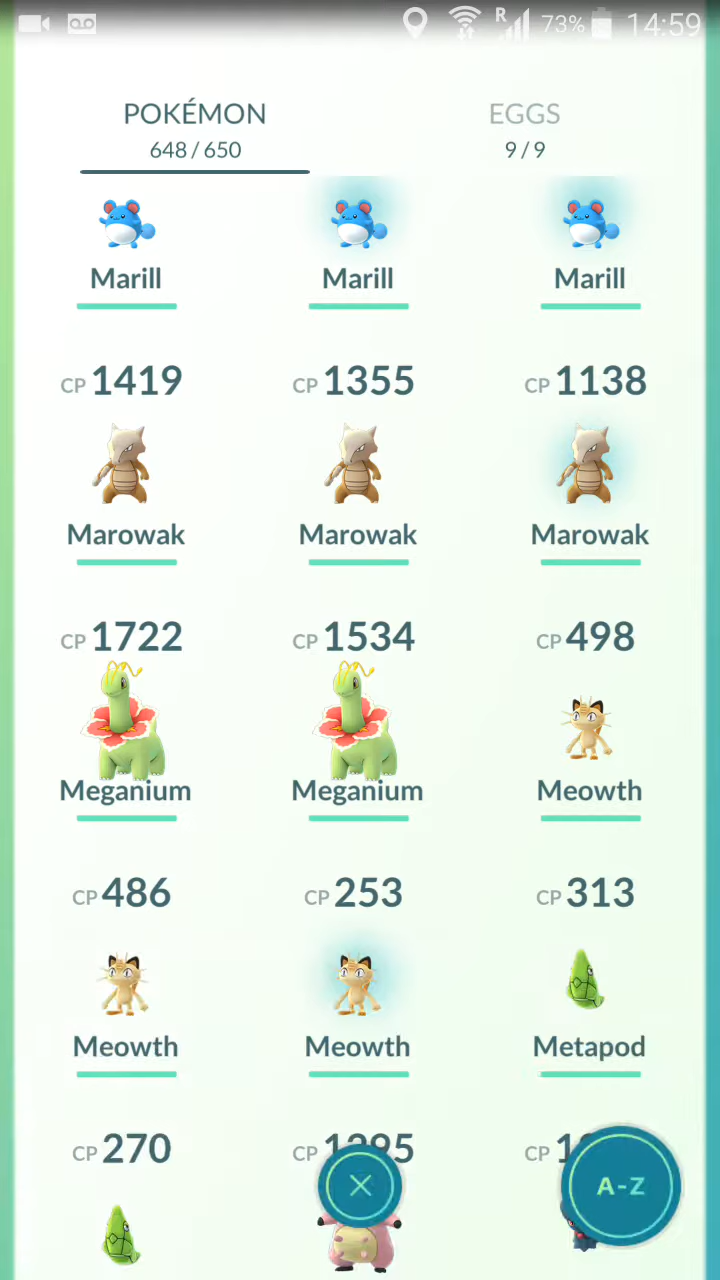 R 73% 14:59
POKÉMON EGGS
648 / 650 9 / 9
Marill Marill Marill
CP 1419 CP 1355 CP 1138
Marowak Marowak Marowak
CP 1722 CP 1534 CP 498
Meganium Meganium Meowth
CP 486 CP 253 CP 313
Meowth Meowth Metapod
CP 270 CP CP
A-Z